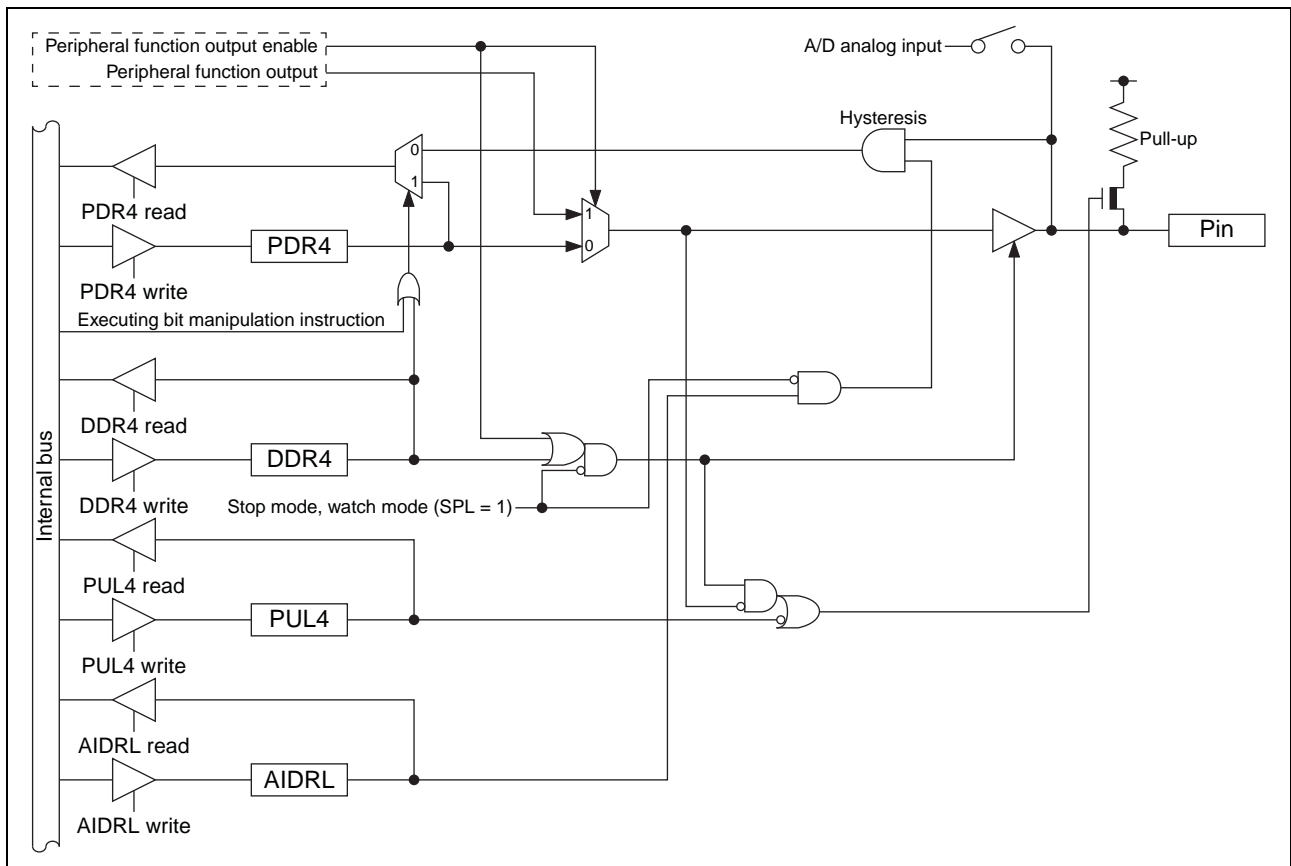 Peripheral function output enable
Peripheral function output
A/D analog input
Hysteresis
Pull-up
0
1
PDR4 read
1
0
PDR4
Pin
PDR4 write
Executing bit manipulation instruction
DDR4 read
DDR4
DDR4 write
Stop mode, watch mode (SPL = 1)
Internal bus
PUL4 read
PUL4
PUL4 write
AIDRL read
AIDRL
AIDRL write